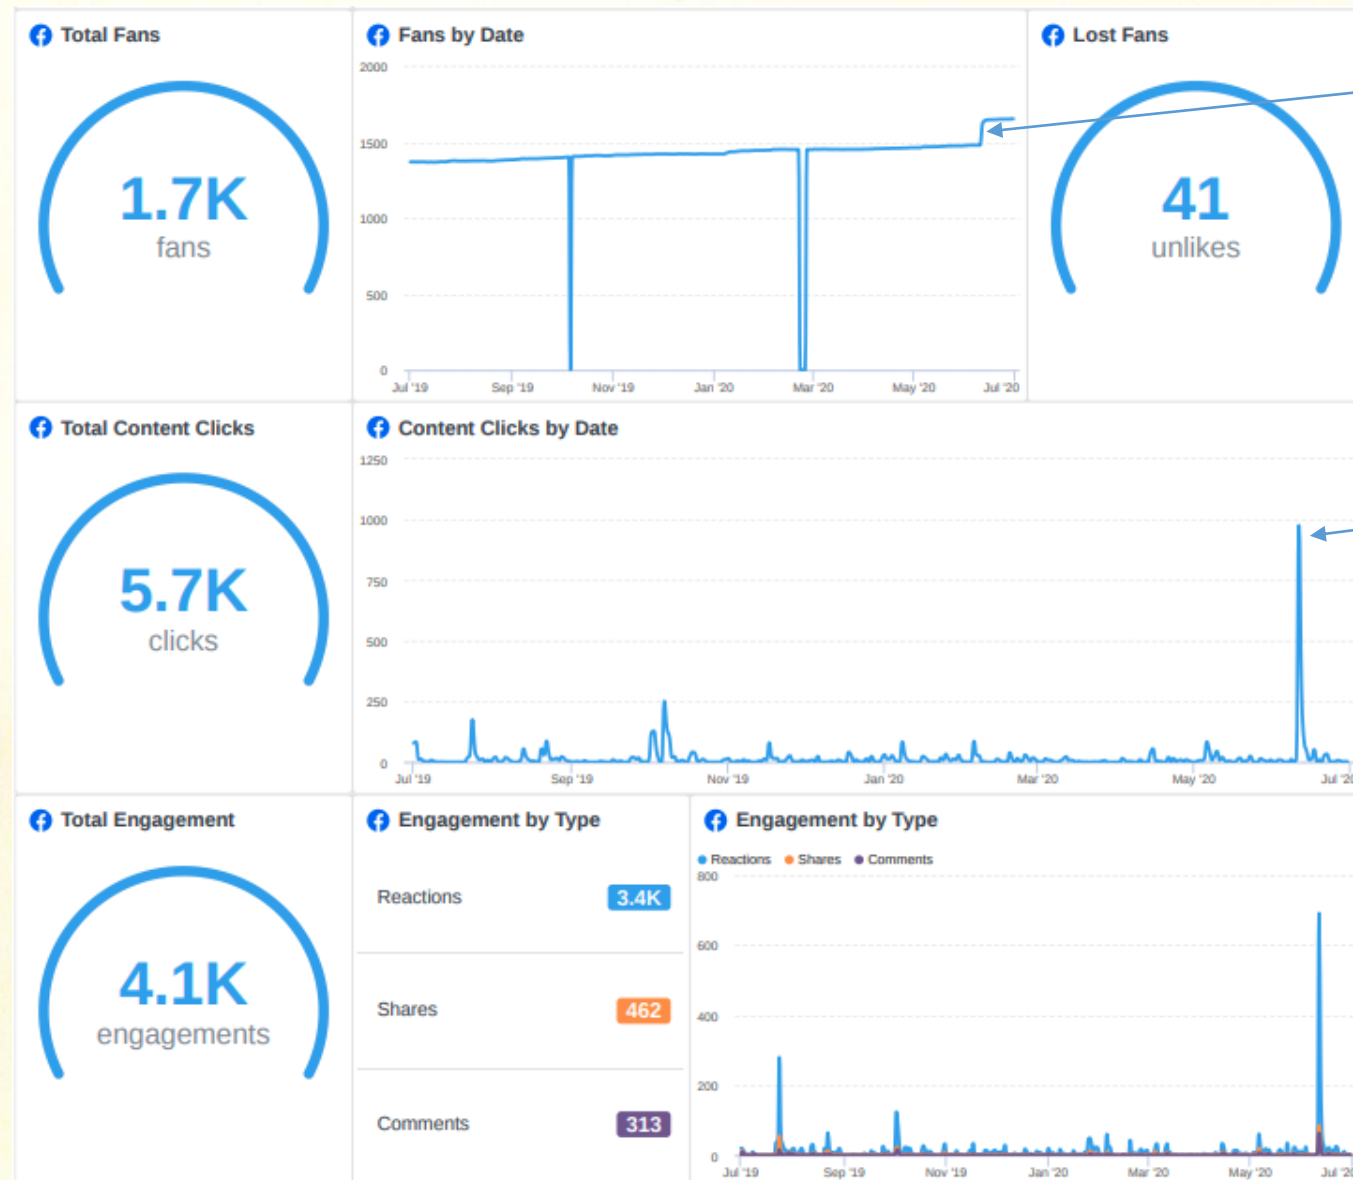 Total Fans
1.7K
fans
Fans by Date
2000
1500
1000
500
0
Jul '19 Sep '19 Nov '19 Jan '20 Mar '20 May '20 Jul '20
Lost Fans
41
unlikes
Total Content Clicks
5.7K
clicks
Content Clicks by Date
1250
1000
750
500
250
0
Jul '19 Sep '19 Nov '19 Jan '20 Mar '20 May '20 Jul '20
Total Engagement
4.1K
engagements
Engagement by Type
Reactions 3.4K
Shares 462
Comments 313
Engagement by Type
Reactions Shares Comments
800
600
400
200
0
Jul '19 Sep '19 Nov '19 Jan '20 Mar '20 May '20 Jul '20